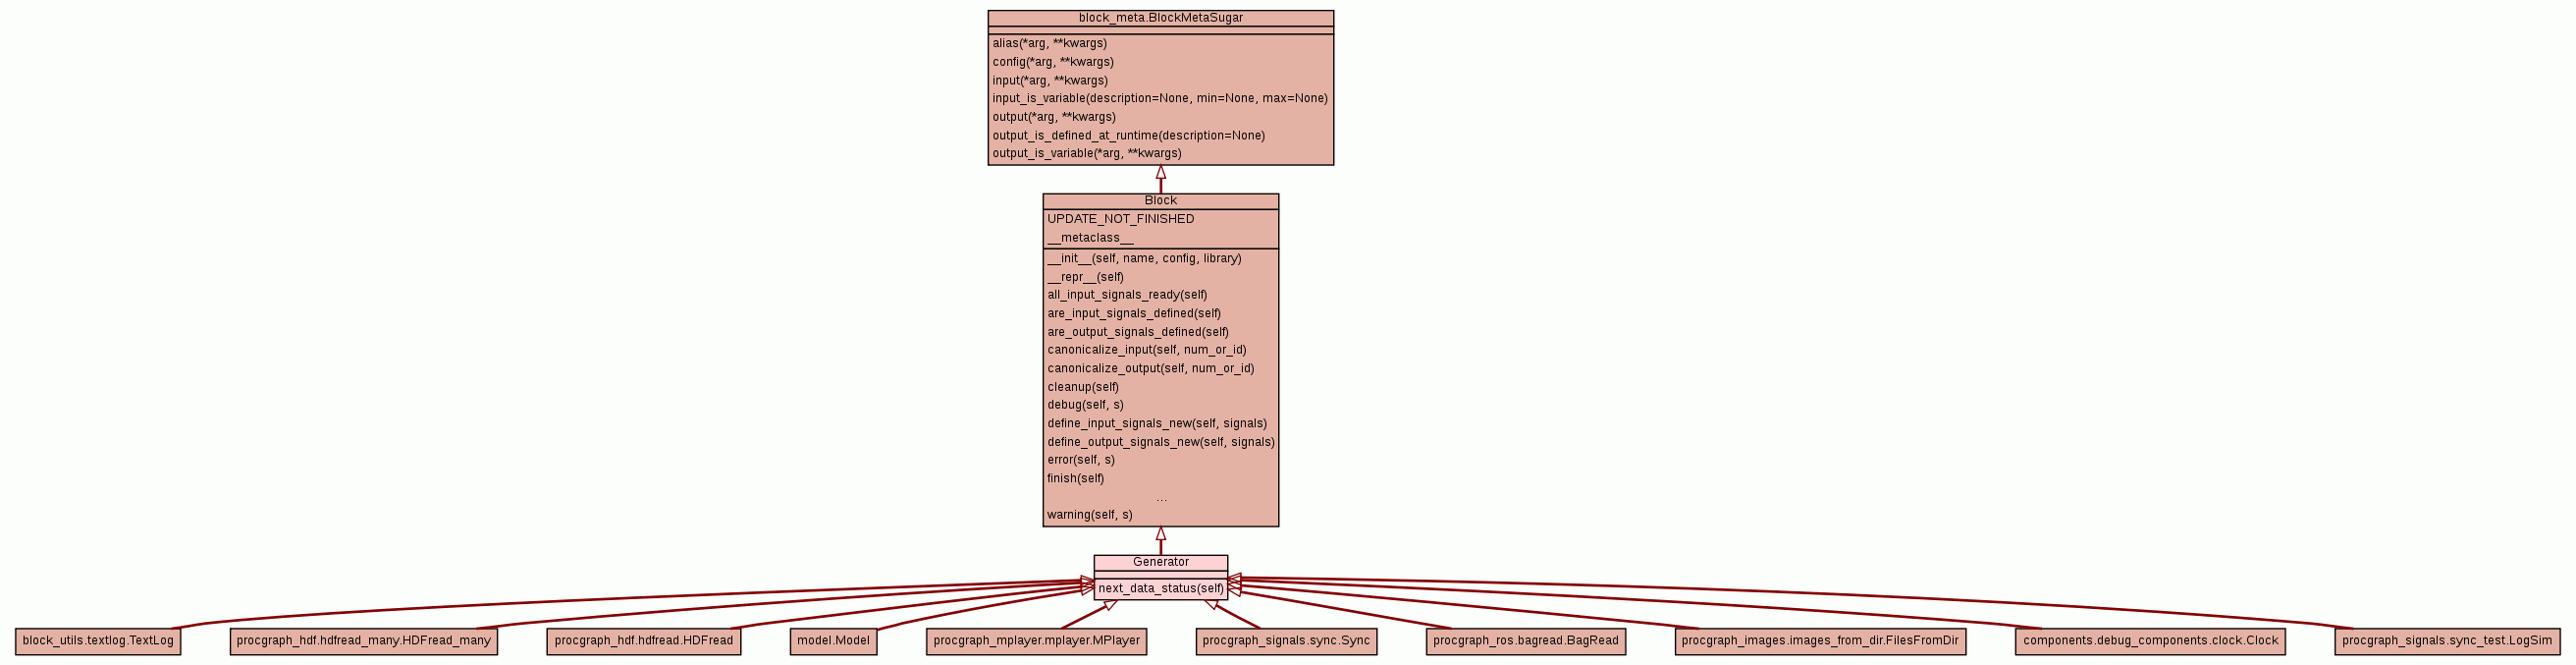 block_meta.BlockMetaSugar
alias(*arg, **kwargs)
config(*arg, **kwargs)
input(*arg, **kwargs)
input_is_variable(description=None, min=None, max=None)
output(*arg, **kwargs)
output_is_defined_at_runtime(description=None)
output_is_variable(*arg, **kwargs)
Block
UPDATE_NOT_FINISHED
__metaclass__
__init__(self, name, config, library)
__repr__(self)
all_input_signals_ready(self)
are_input_signals_defined(self)
are_output_signals_defined(self)
canonicalize_input(self, num_or_id)
canonicalize_output(self, num_or_id)
cleanup(self)
debug(self, s)
define_input_signals_new(self, signals)
define_output_signals_new(self, signals)
error(self, s)
finish(self)
...
warning(self, s)
Generator
next_data_status(self)
block_utils.textlog.TextLog
procgraph_hdf.hdfread_many.HDFread_many
procgraph_hdf.hdfread.HDFread
model.Model
procgraph_mplayer.mplayer.MPlayer
procgraph_signals.sync.Sync
procgraph_ros.bagread.BagRead
procgraph_images.images_from_dir.FilesFromDir
components.debug_components.clock.Clock
procgraph_signals.sync_test.LogSim